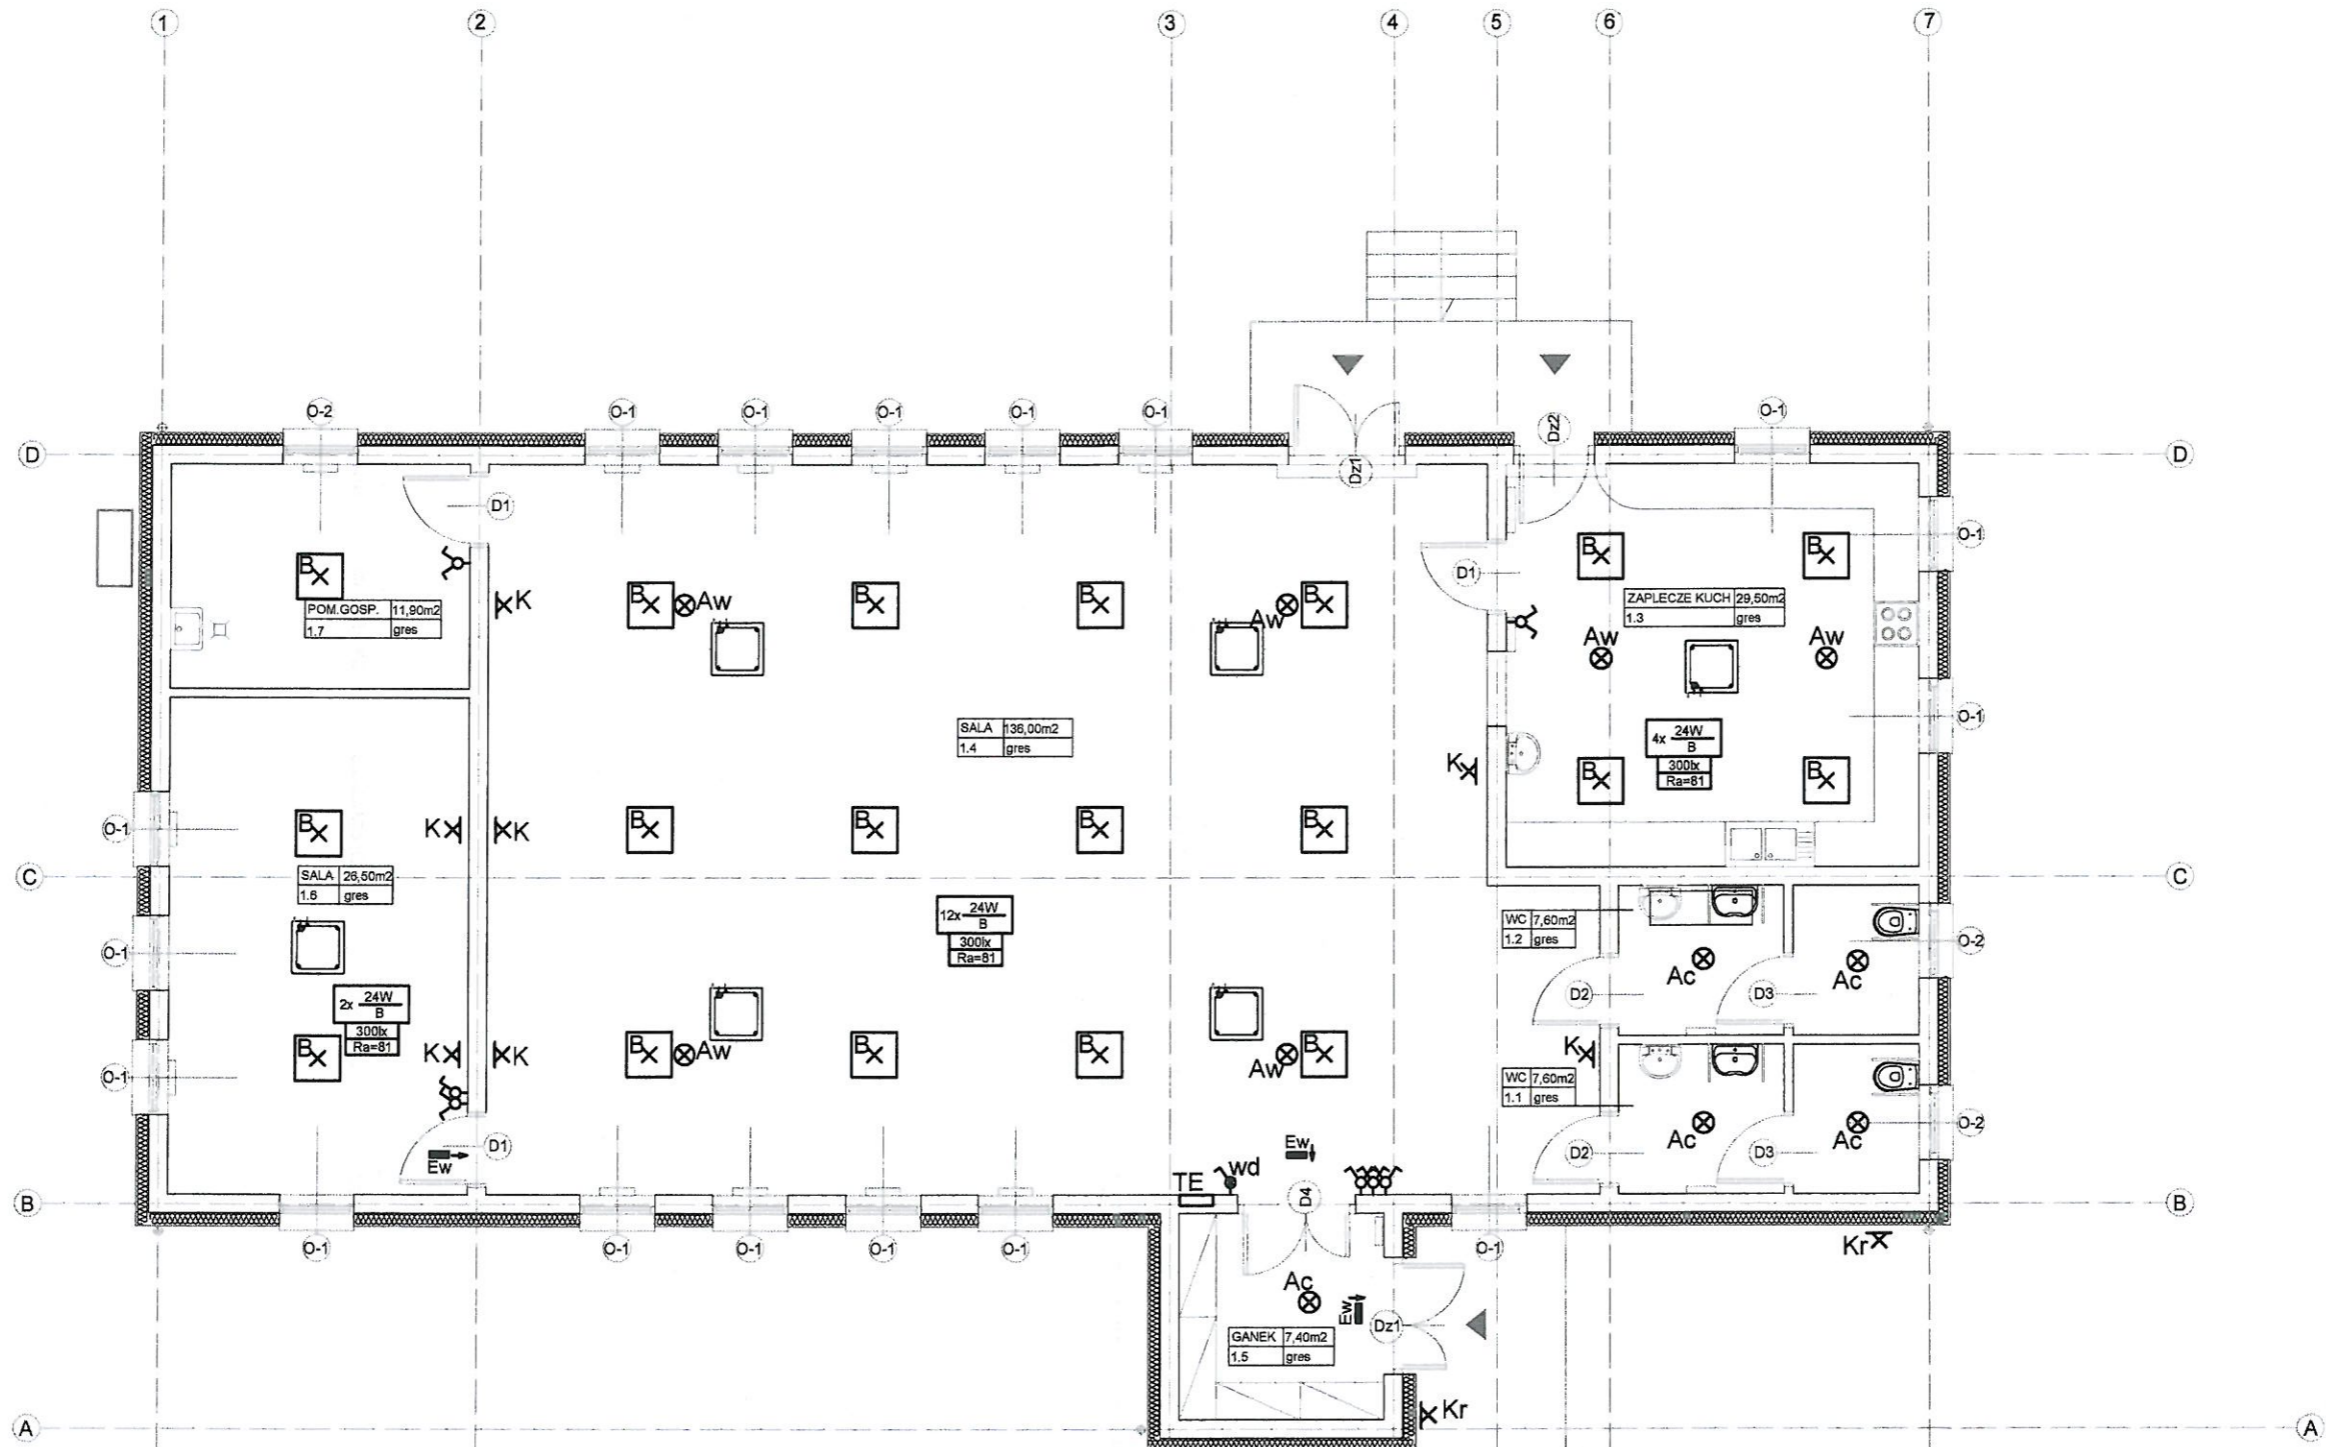 1 2 3 4 5 6 7
O-2 O-1 O-1 O-1 O-1 O-1 O-1
Dz2
D D
Dz1
D1
O-1
D1
B B B
B
POM.GOSP. 11,90m2
1.7 gres
K
B Aw B B Aw B
ZAPLECZE KUCH 29,50m2
1.3 gres
Aw Aw
SALA 136,00m2
1.4 gres
O-1
4x 24W
B
300lx
Ra=81
K
B B
O-1 B K K B B B B
C C
SALA 26,50m2
1.6 gres
12x 24W
B
300lx
Ra=81
WC 7,60m2
1.2 gres
O-1
O-2
Ac Ac
2x 24W
B
300lx
Ra=81
D2 D3
B K K B Aw B B Aw B
K
O-1
WC 7,60m2
1.1 gres
O-2
Ac Ac
D1
Ew
Ew
D2 D3
TE wd
D4
B B
O-1 O-1 O-1 O-1 O-1 O-1
Kr
Ac
Ew
Dz1
GANEK 7,40m2
1.5 gres
Kr
A A